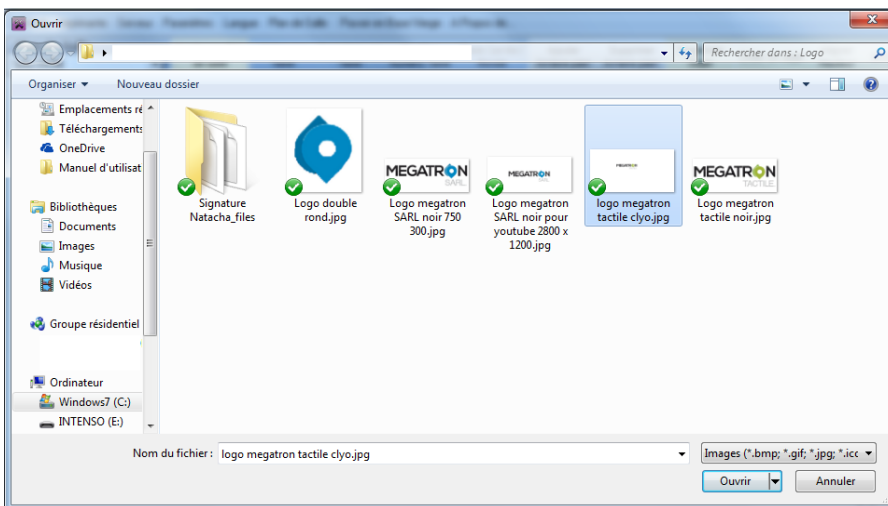 Ouvrir
Rechercher dans : Logo
Organiser
Nouveau dossier
Emplacements ré
Téléchargements
OneDrive
Manuel d'utilisat
Bibliothèques
Documents
Images
Musique
Vidéos
Groupe résidentiel
Ordinateur
Windows7 (C:)
INTENSO (E:)
Signature
Natacha_files
Logo double
rond.jpg
MEGATRON
SARL
Logo megatron
SARL noir 750
300.jpg
MEGATRON
Logo megatron
SARL noir pour
youtube 2800 x
1200.jpg
MEGATRON
logo megatron
tactile clyo.jpg
MEGATRON
TACTILE
Logo megatron
tactile noir.jpg
Nom du fichier :
logo megatron tactile clyo.jpg
Images (*.bmp; *.gif; *.jpg; *.icc
Ouvrir
Annuler